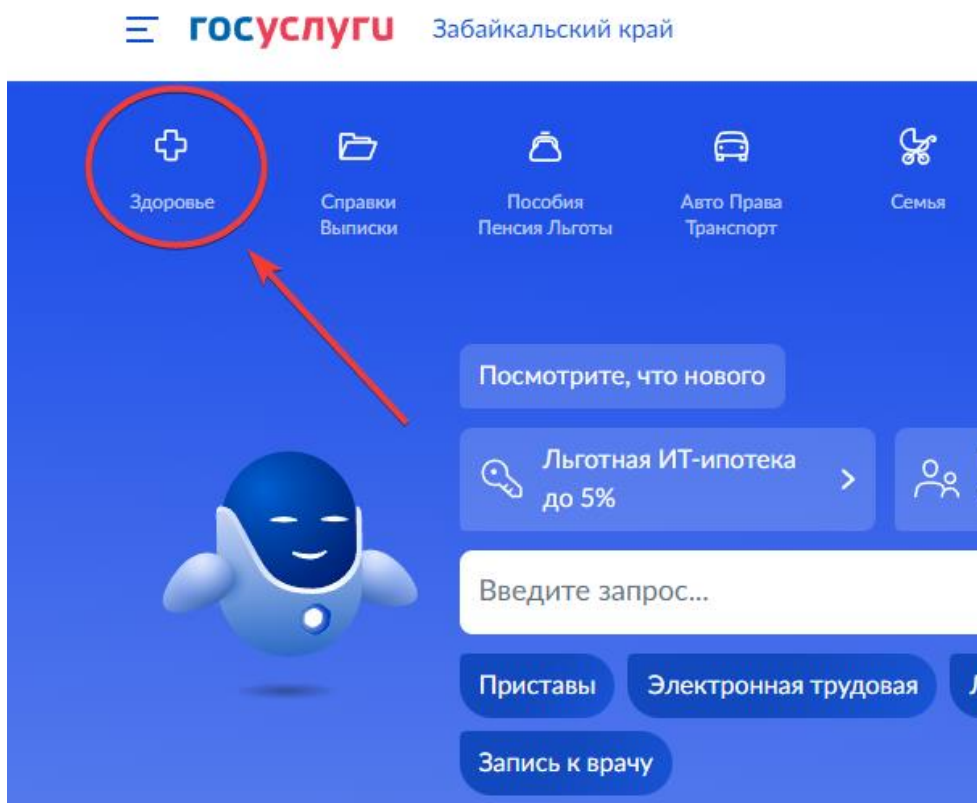 госуслуги Забайкальский край
Здоровье
Справки
Выписки
Пособия
Пенсия Льготы
Авто Права
Транспорт
Семья
Посмотрите, что нового
Льготная ИТ-ипотека
до 5%
Введите запрос...
Приставы
Электронная трудовая
Запись к врачу